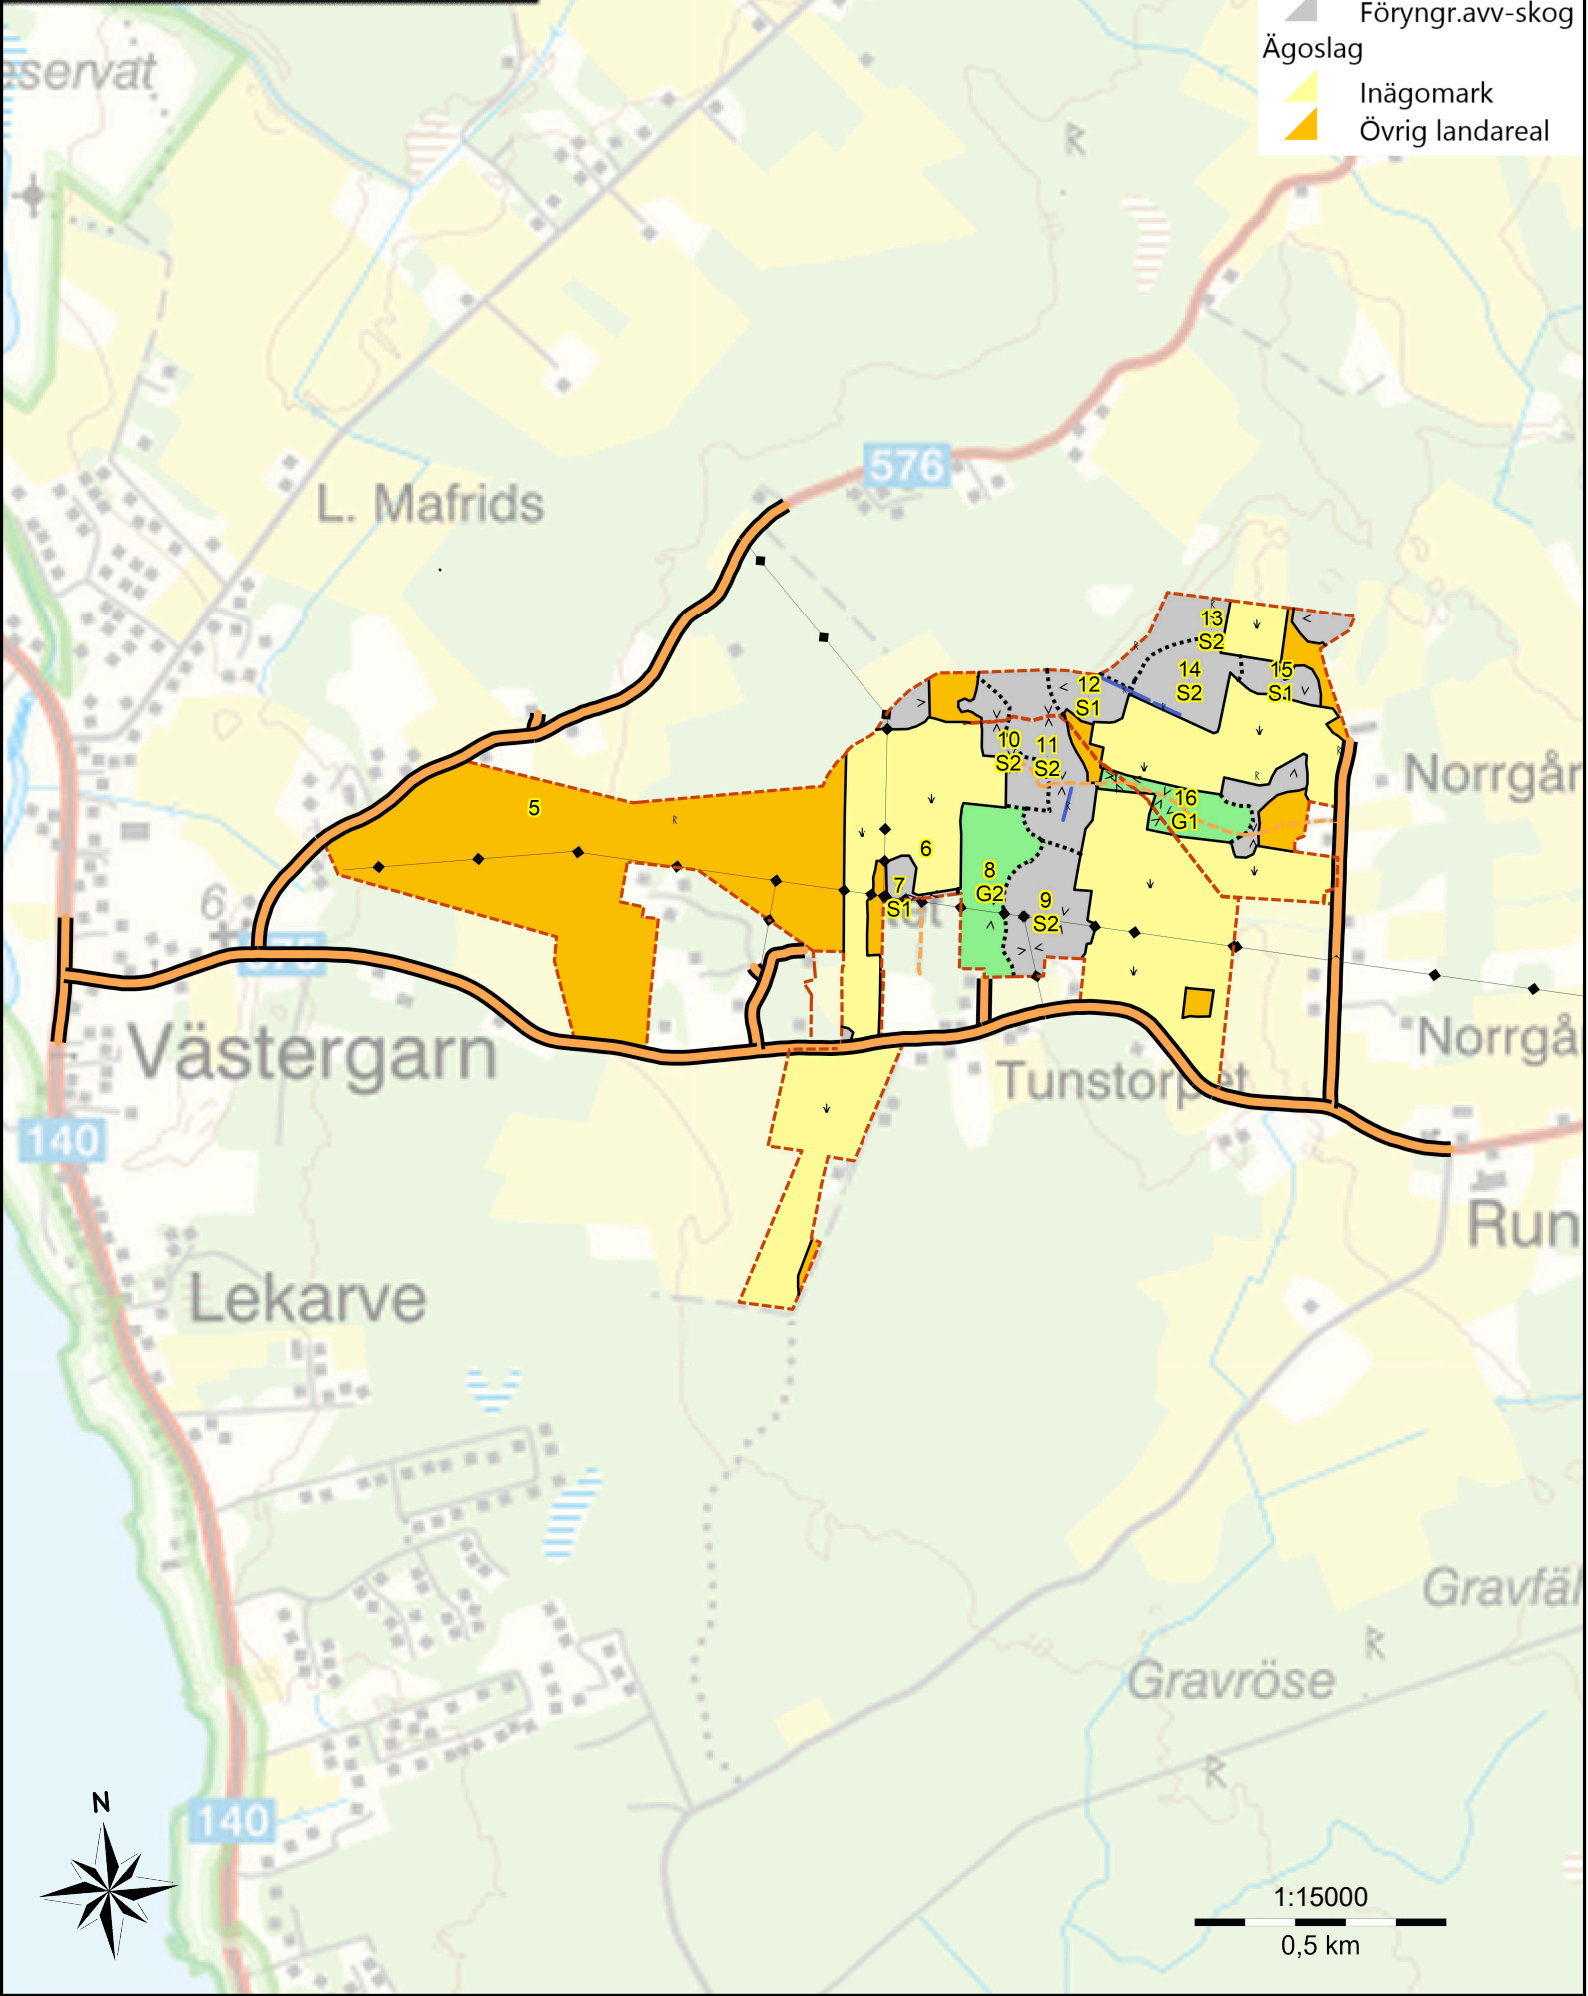 Föryngr.avv-skog
Ägoslag
Inägomark
Övrig landareal
eservat
576
L. Mafrids
13
S2
14
S2
15
S1
12
S1
10
S2
11
S2
Norrgår
5
16
G1
6
8
G2
7
S1
9
S2
6
Västergarn
Norrgå
Tunstorpet
140
Run
Lekarve
Gravfäl
Gravröse
N
140
1:15000
0,5 km